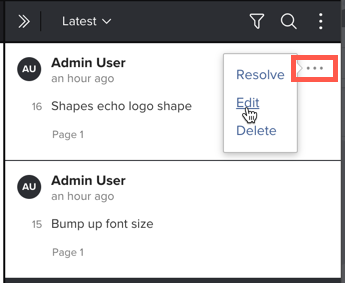 Latest
AU Admin User
an hour ago
16 Shapes echo logo shape
Page 1
Resolve
Edit
Delete
AU Admin User
an hour ago
15 Bump up font size
Page 1